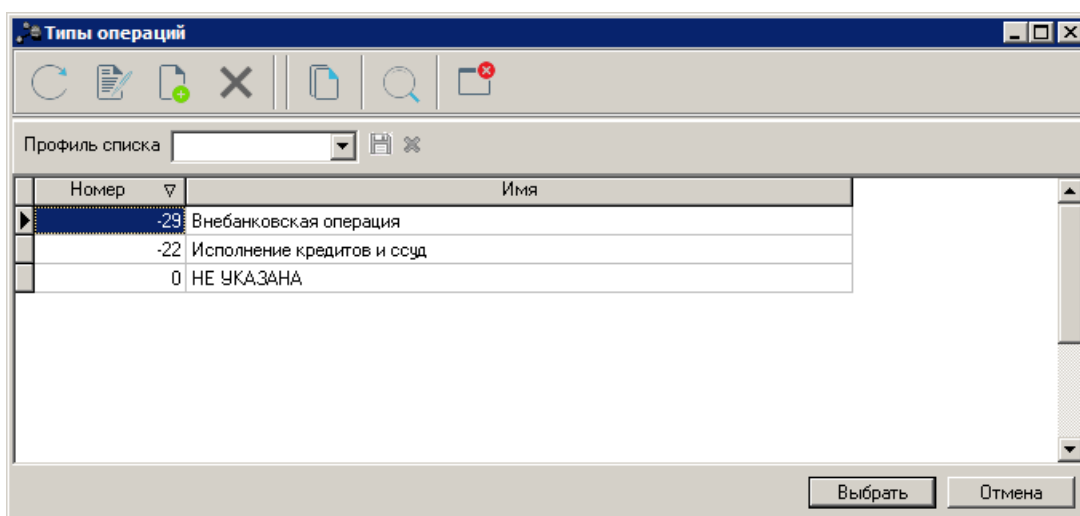 Типы операций
Профиль списка
Номер Имя
-29 Внебанковская операция
-22 Исполнение кредитов и ссуд
0 НЕ УКАЗАНА
Выбрать Отмена